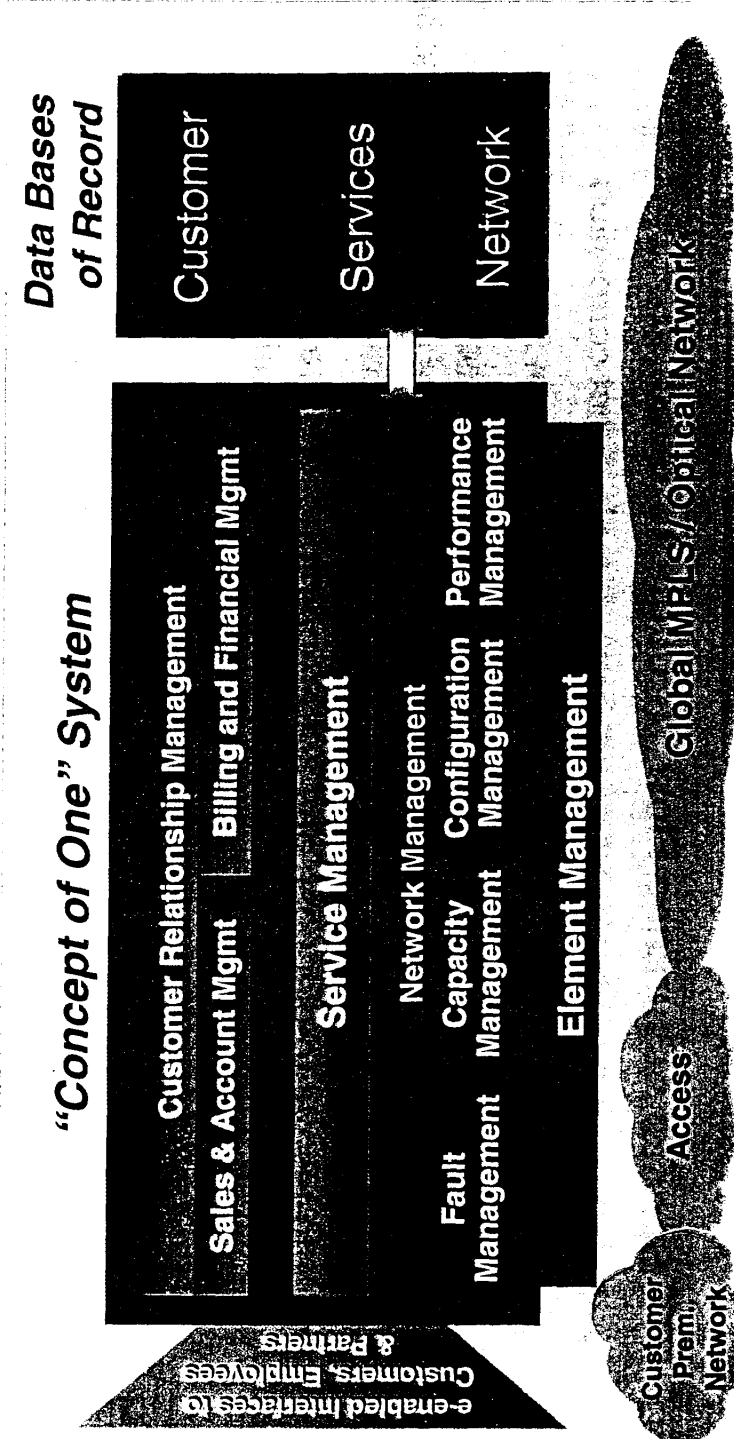 "Concept of One" System
Data Bases
of Record
e-enabled Interfaces to
Customers, Employees
& Partners
Customer Relationship Management
Sales & Account Mgmt
Billing and Financial Mgmt
Service Management
Network Management
Fault
Management
Capacity
Management
Configuration
Management
Performance
Management
Element Management
Customer
Services
Network
Customer
Prem.
Network
Access
Global MPLS / Optical Network